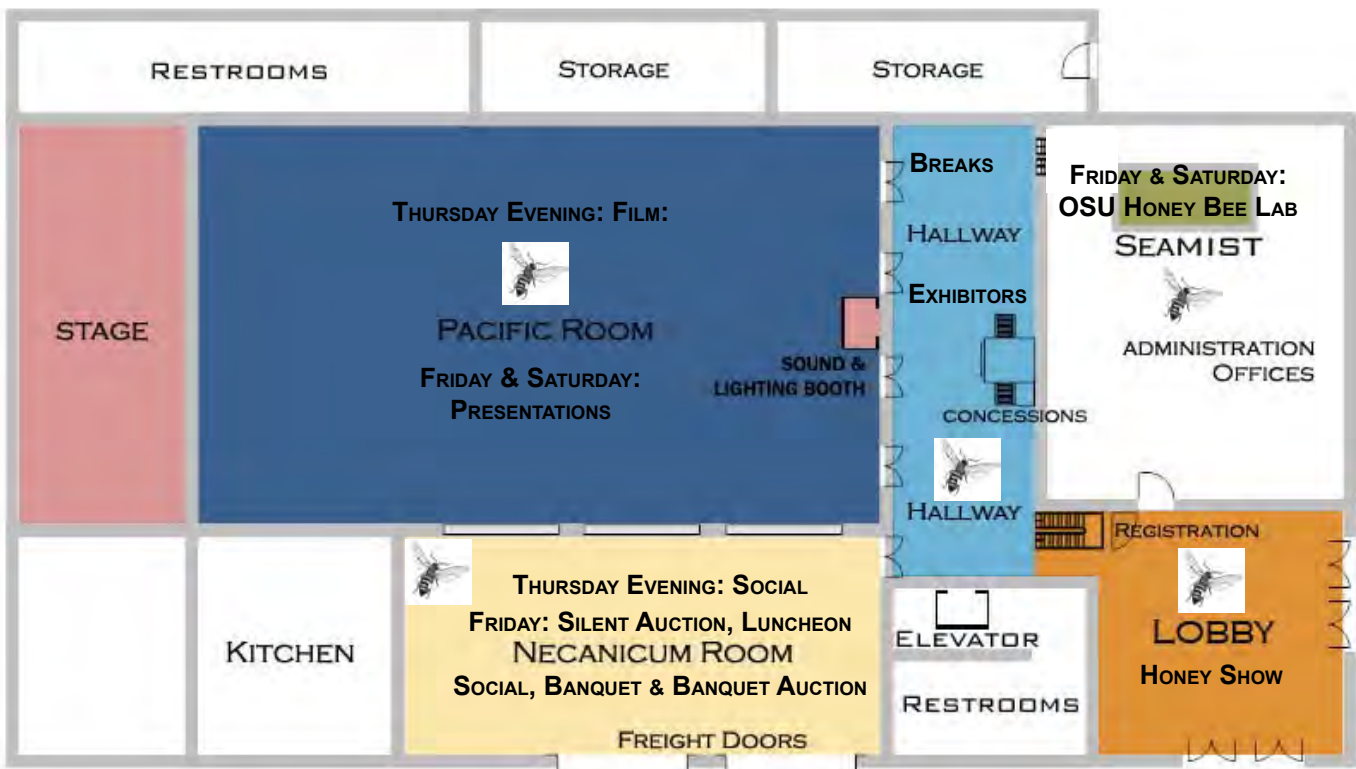 Restrooms
Storage
Storage
Stage
Thursday Evening: Film:
Pacific Room
Friday & Saturday:
Presentations
Sound &
Lighting Booth
Breaks
Hallway
Exhibitors
Concessions
Hallway
Friday & Saturday:
OSU Honey Bee Lab
Seamist
Administration
Offices
Registration
Lobby
Honey Show
Kitchen
Thursday Evening: Social
Friday: Silent Auction, Luncheon
Necanicum Room
Social, Banquet & Banquet Auction
Freight Doors
Elevator
Restrooms